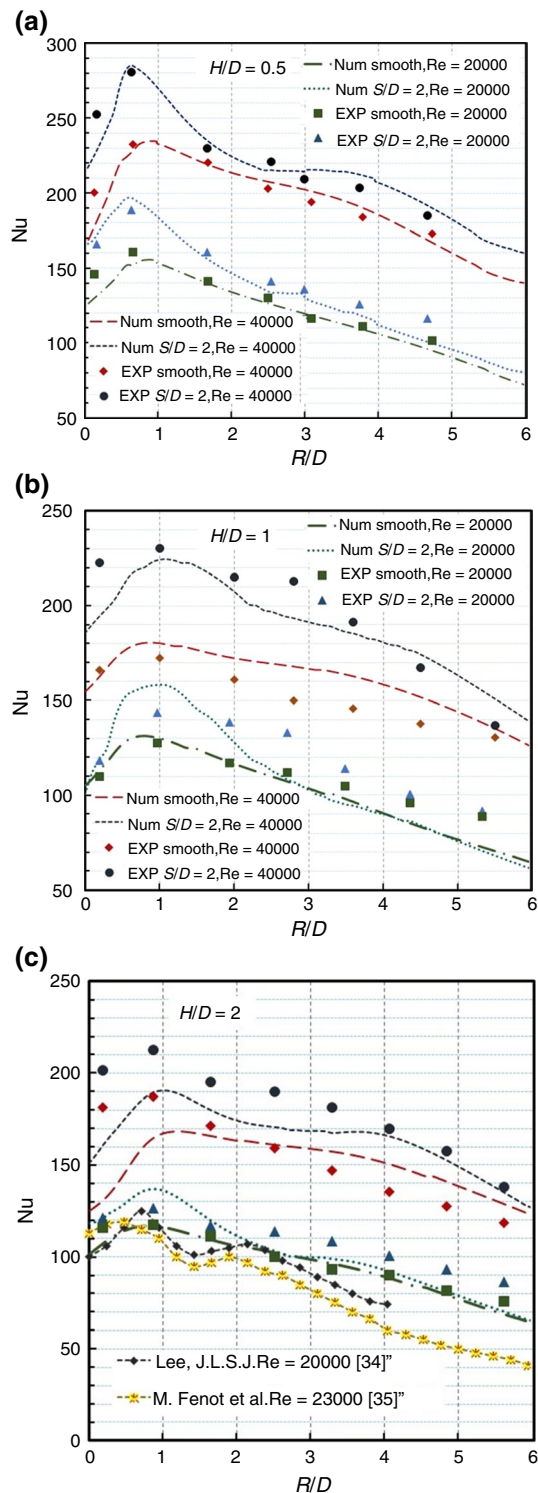 (a)
300
250
200
150
100
50
Nu
H/D = 0.5
Num smooth,Re = 20000
Num S/D = 2,Re = 20000
EXP smooth,Re = 20000
EXP S/D = 2,Re = 20000
Num smooth,Re = 40000
Num S/D = 2,Re = 40000
EXP smooth,Re = 40000
EXP S/D = 2,Re = 40000
0 1 2 3 4 5 6
R/D
(b)
250
200
150
100
50
Nu
H/D = 1
Num smooth,Re = 20000
Num S/D = 2,Re = 20000
EXP smooth,Re = 20000
EXP S/D = 2,Re = 20000
Num smooth,Re = 40000
Num S/D = 2,Re = 40000
EXP smooth,Re = 40000
EXP S/D = 2,Re = 40000
0 1 2 3 4 5 6
R/D
(c)
250
200
150
100
50
0
Nu
H/D = 2
Lee, J.L.S.J.Re = 20000 [34]”
M. Fenot et al.Re = 23000 [35]”
0 1 2 3 4 5 6
R/D